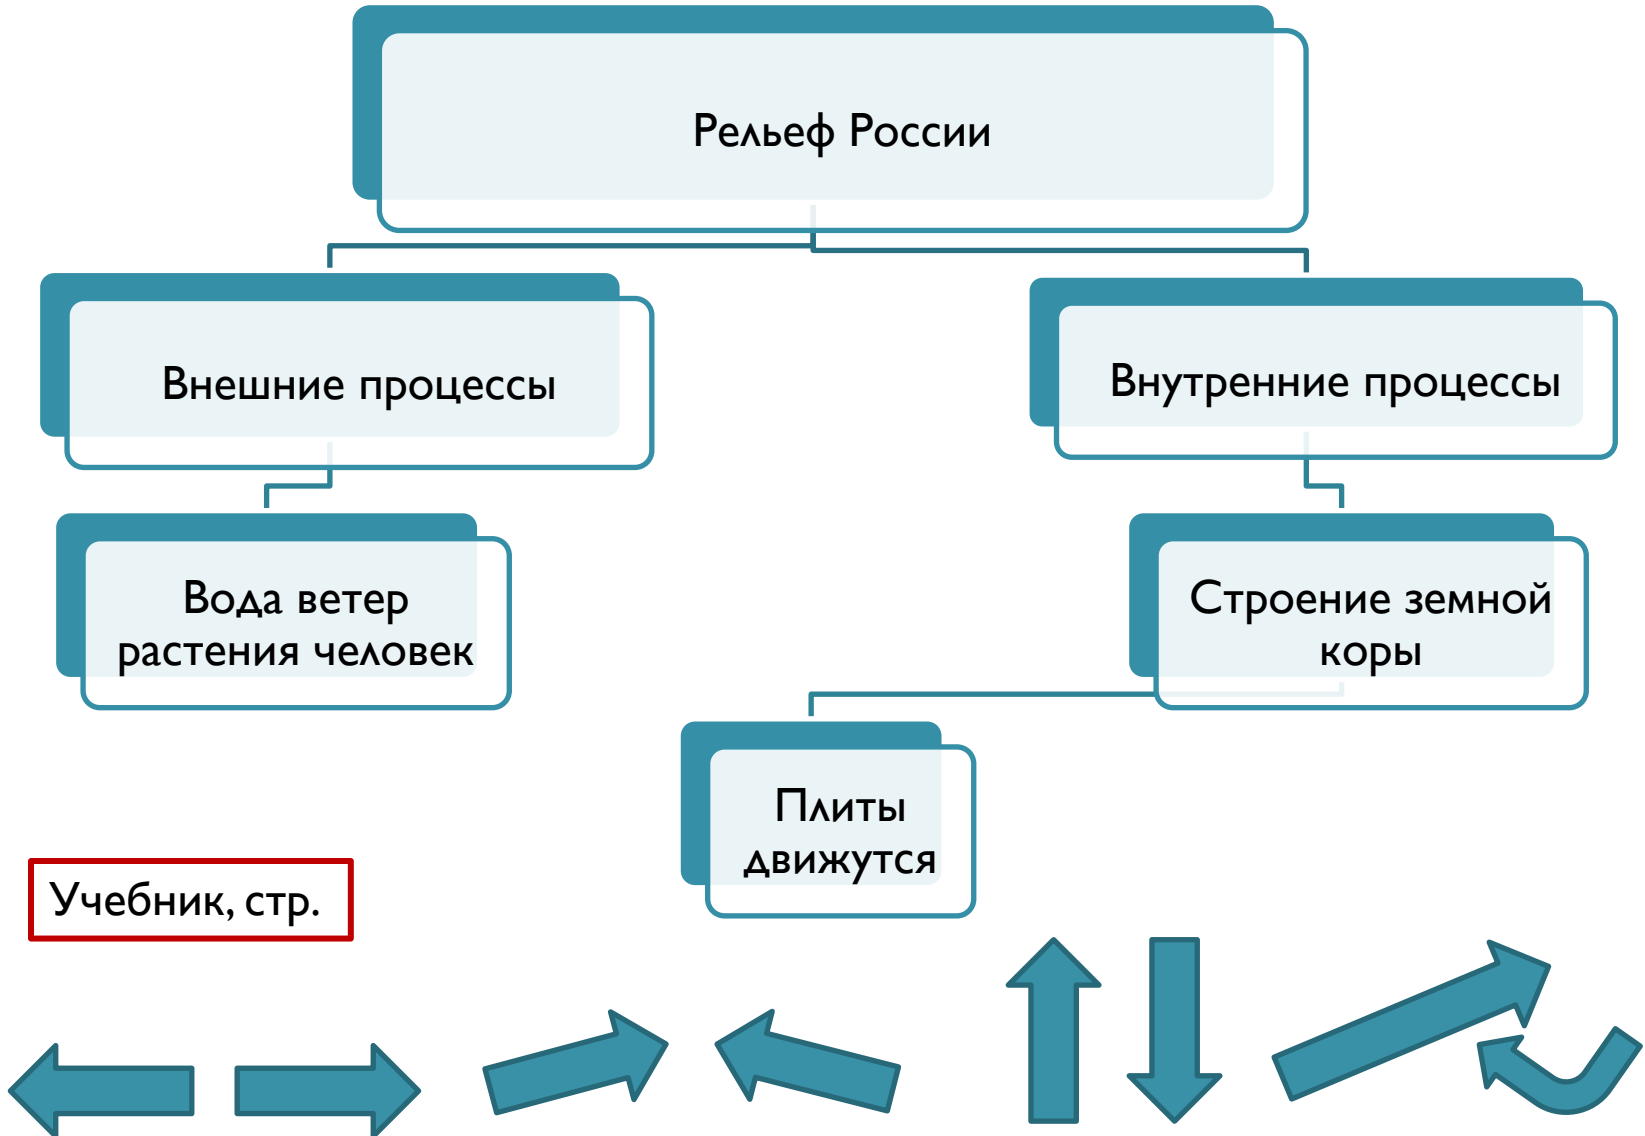 Рельеф России
Внешние процессы
Внутренние процессы
Вода ветер
растения человек
Строение земной
коры
Плиты
движутся
Учебник, стр.